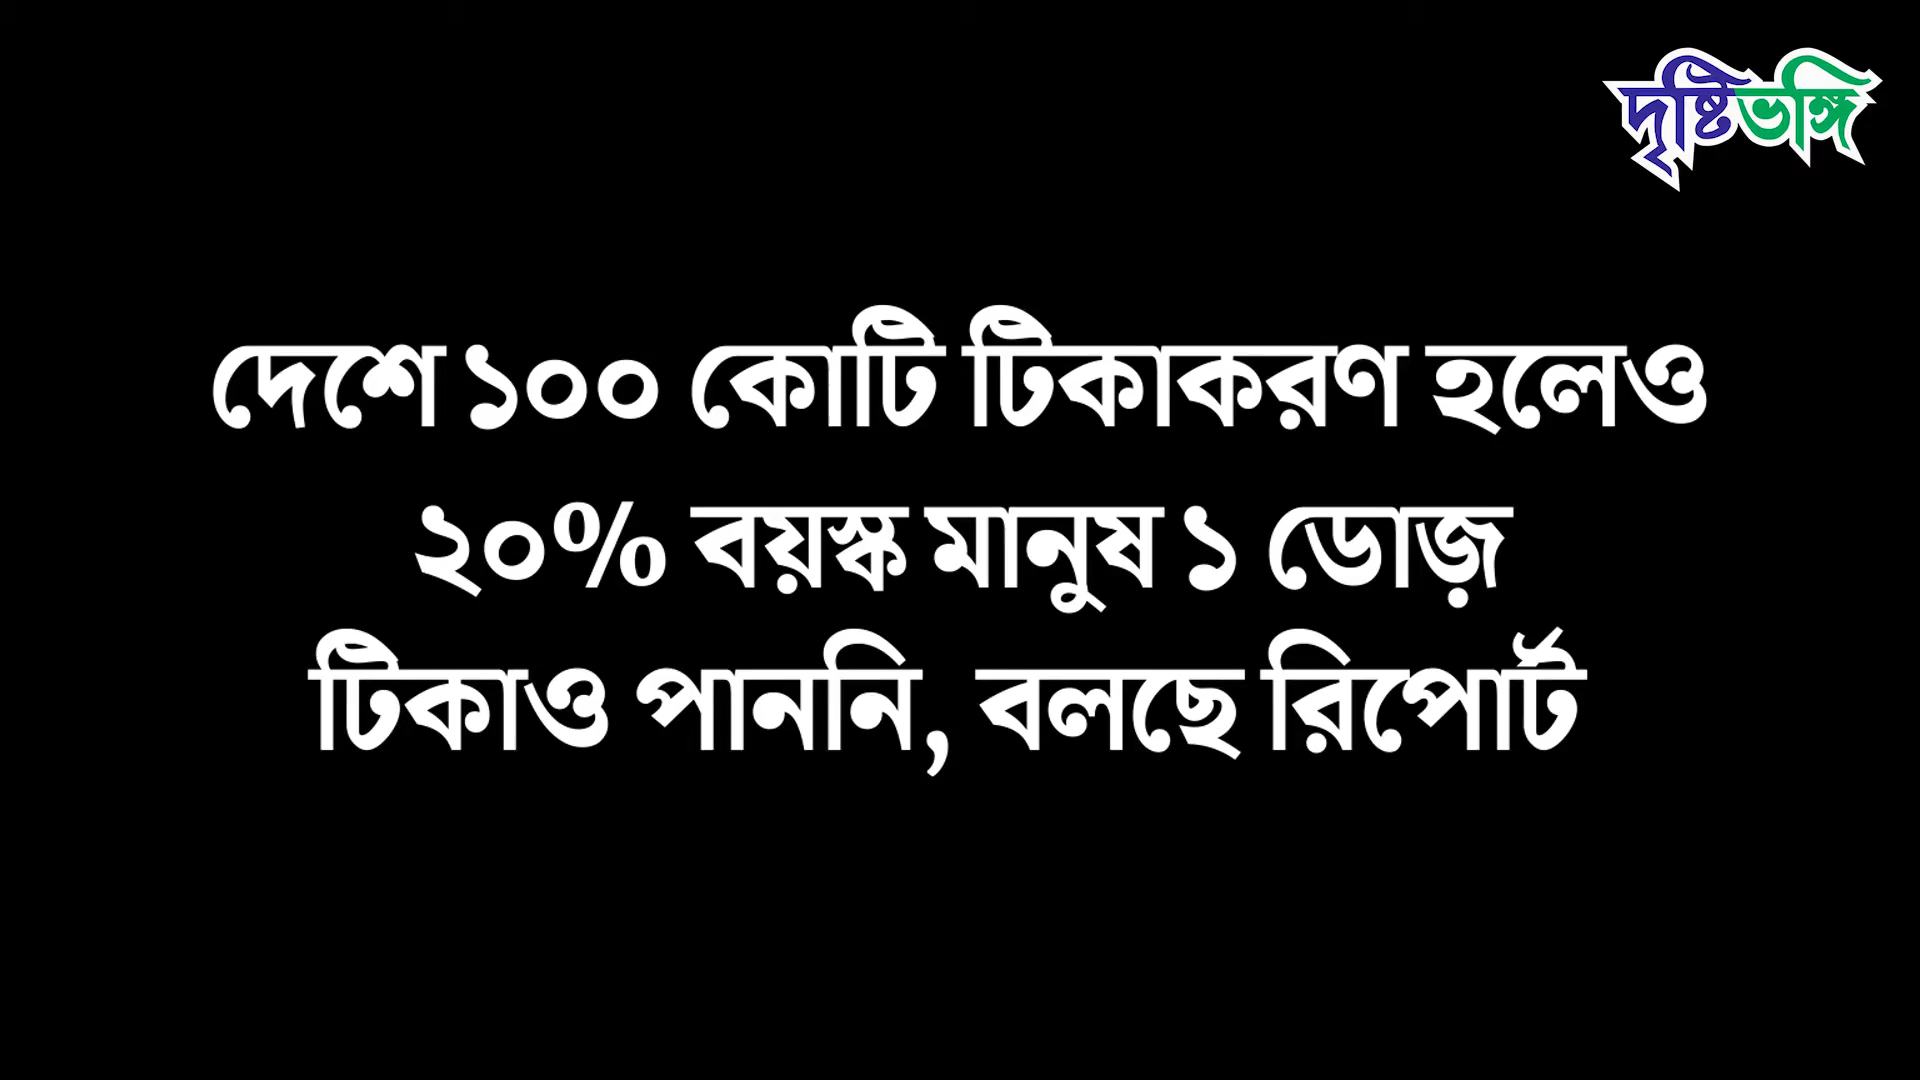 দৃষ্টিভঙ্গি
দেশে ১০০ কোটি টিকাকরণ হলেও
২০% বয়স্ক মানুষ ১ ডোজ়
টিকাও পাননি, বলছে রিপোর্ট